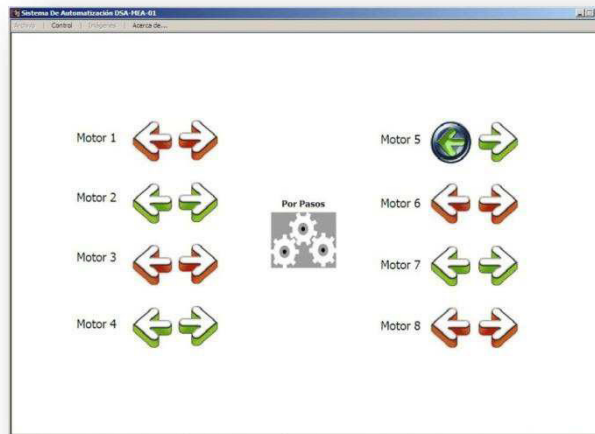 Sistema De Automatización DSA-MEA-01
Archivo | Control | Imágenes | Acerca de...
Motor 1
Motor 2
Motor 3
Motor 4
Por Pasos
Motor 5
Motor 6
Motor 7
Motor 8